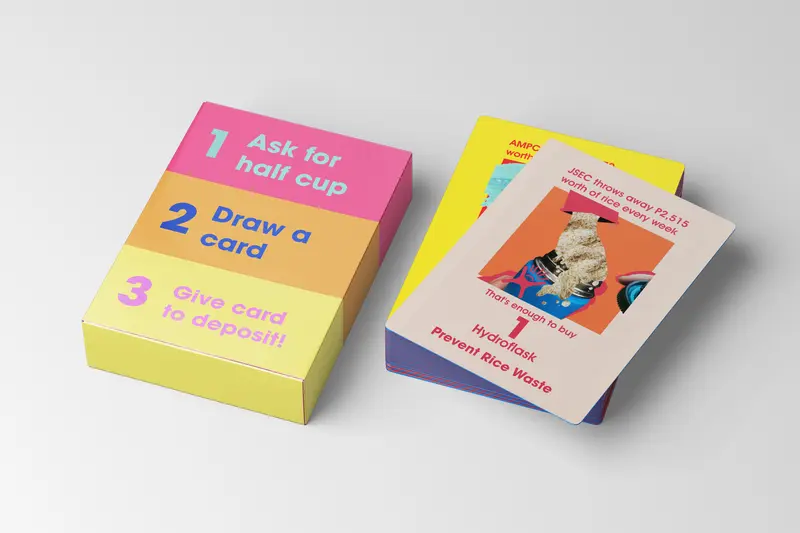 1 Ask for
half cup
2 Draw a
card
3 Give card
to deposit!
AMPC
worth
JSEC throws away ₱2,515
worth of rice every week
That's enough to buy
1
Hydroflask
Prevent Rice Waste